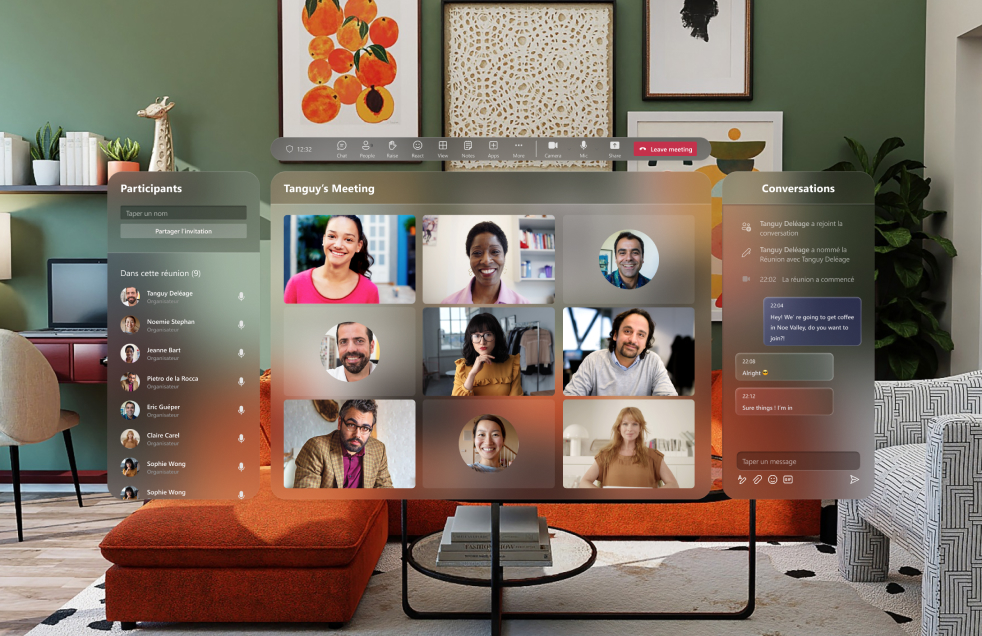 12:32
Chat
People
Raise
React
View
Notes
Apps
More
Camera
Mic
Share
Leave meeting
Participants
Taper un nom
Partager l'invitation
Dans cette réunion (9)
Tanguy Deléage
Organisateur
Noemie Stephan
Organisateur
Jeanne Bart
Organisateur
Pietro de la Rocca
Organisateur
Eric Guéper
Organisateur
Claire Carel
Organisateur
Sophie Wong
Organisateur
Sophie Wong
Tanguy's Meeting
Conversations
Tanguy Deléage a rejoint la
conversation
Tanguy Deléage a nommé la
Réunion avec Tanguy Deleage
22:02 La réunion a commencé
22:04
Hey! We' re going to get coffee
in Noe Valley, do you want to
join?!
22:08
Alright 😎
22:12
Sure things ! I'm in
Taper un message
GIF